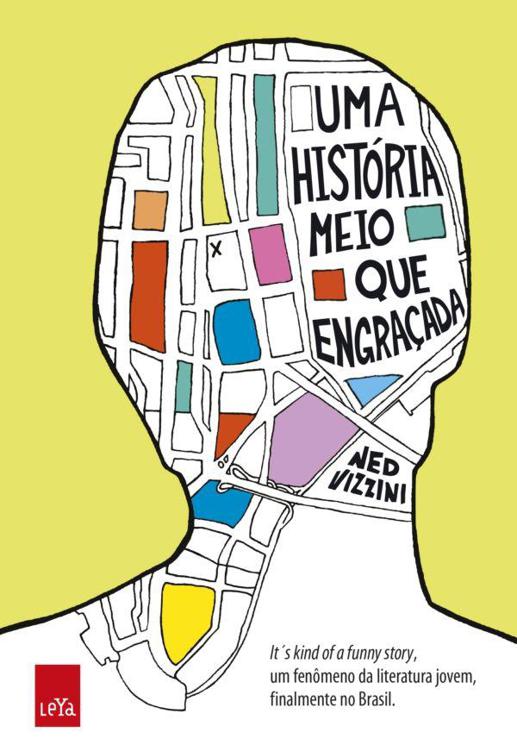 UMA
HISTÓRIA
MEIO
QUE
ENGRAÇADA
NED
VIZZINI
It´s kind of a funny story,
um fenômeno da literatura jovem,
finalmente no Brasil.
LeYa
X